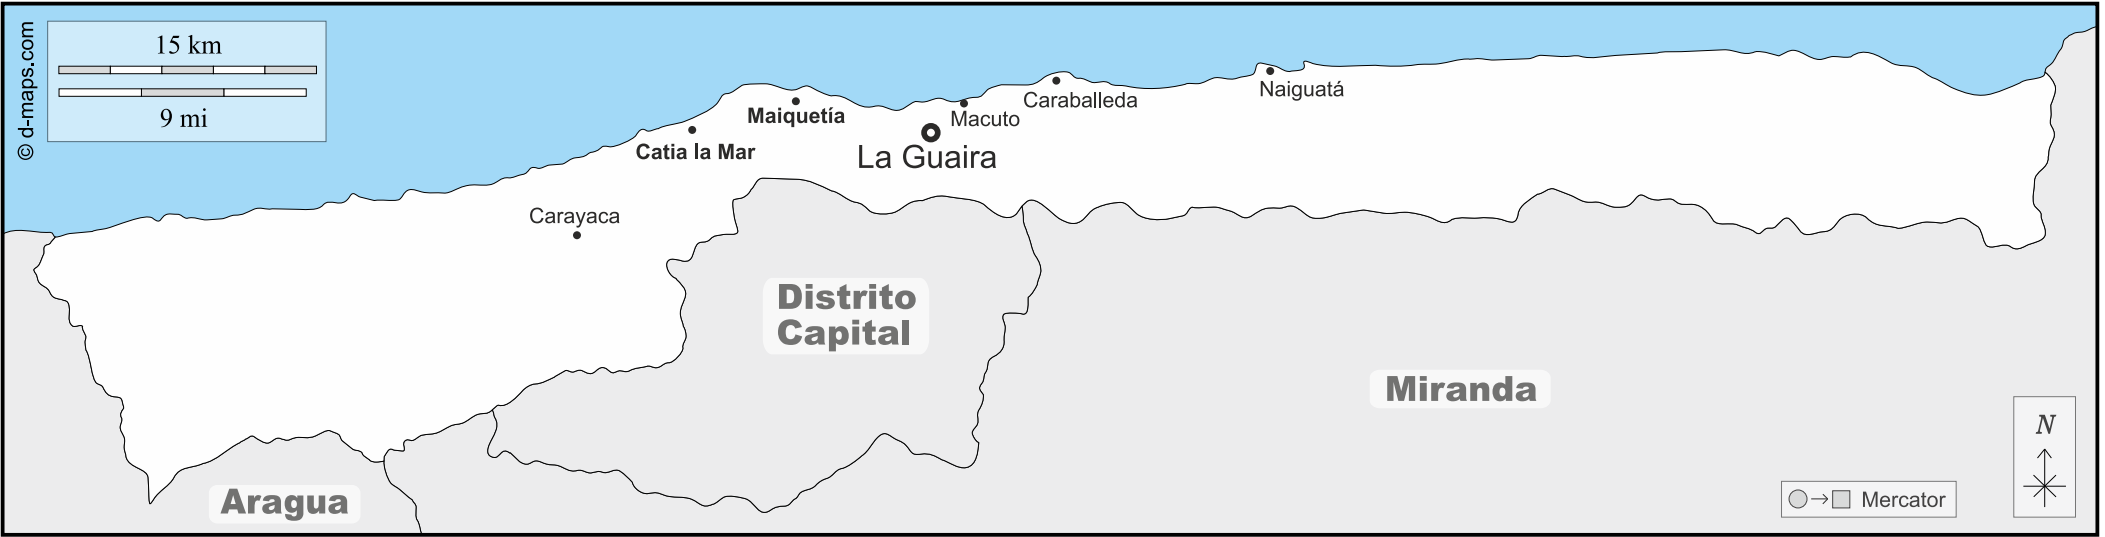 © d-maps.com
15 km
9 mi
Naiguatá
Caraballeda
Maiquetía
Macuto
Catia la Mar
La Guaira
Carayaca
Distrito
Capital
Miranda
Aragua
N
Mercator